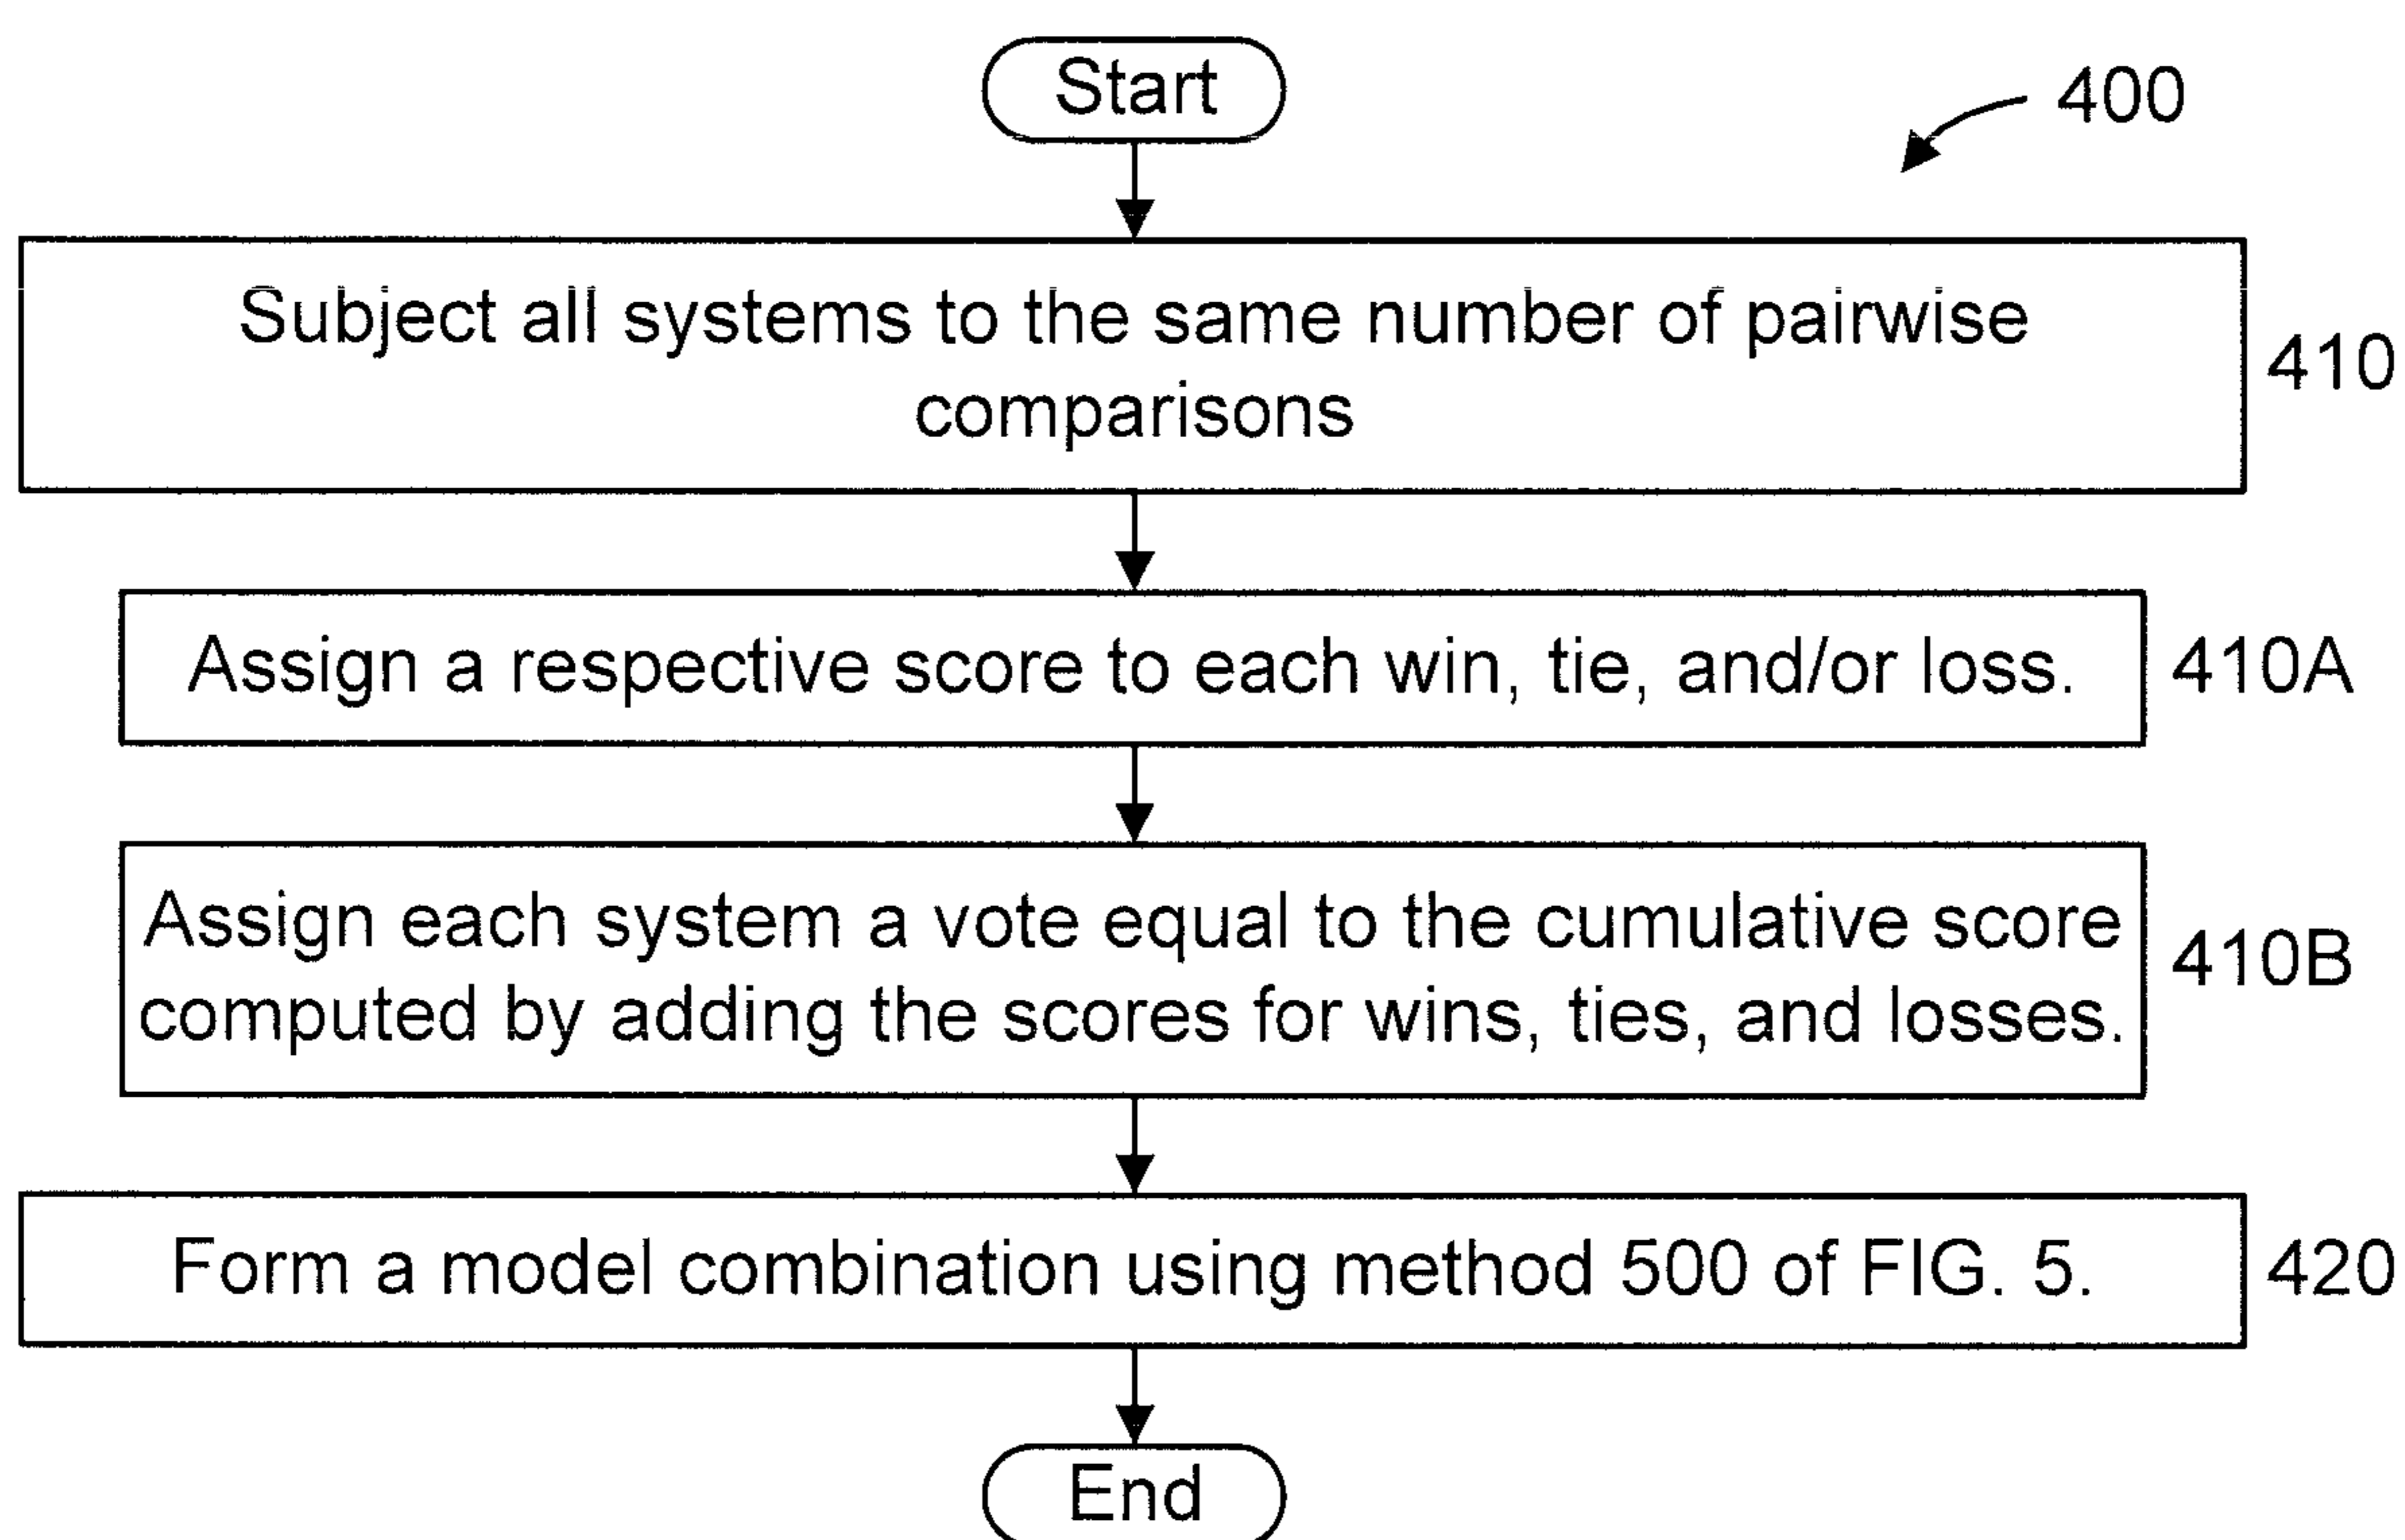 Start
400
Subject all systems to the same number of pairwise
comparisons
410
Assign a respective score to each win, tie, and/or loss.
410A
Assign each system a vote equal to the cumulative score
computed by adding the scores for wins, ties, and losses.
410B
Form a model combination using method 500 of FIG. 5.
420
End